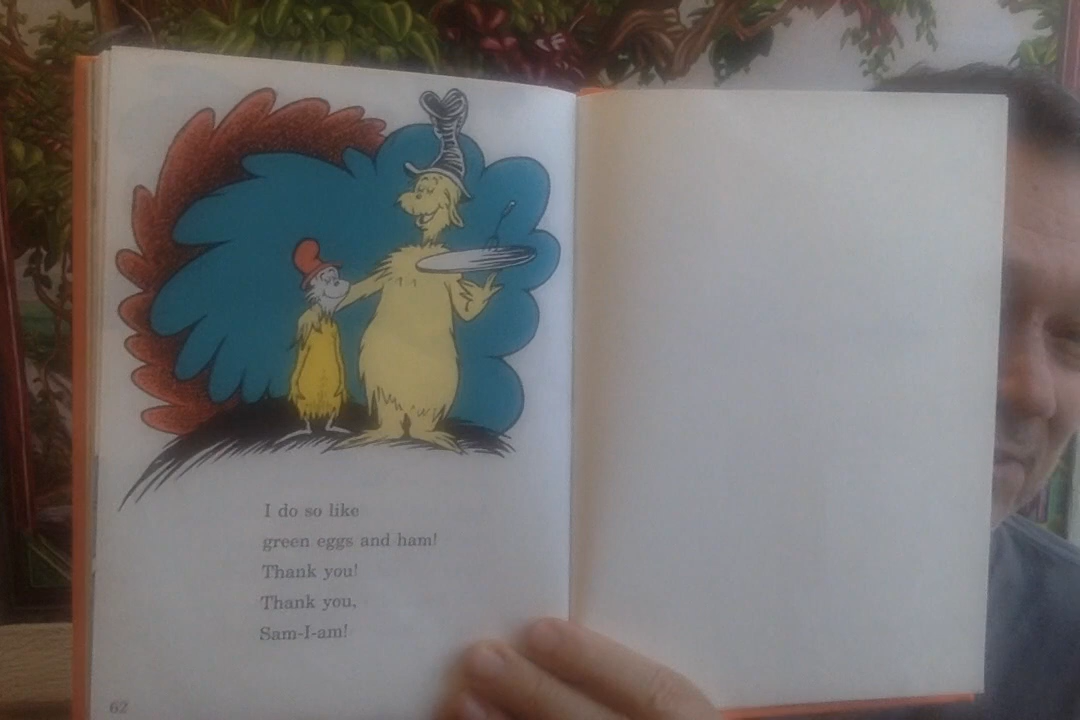 I do so like
green eggs and ham!
Thank you!
Thank you,
Sam-I-am!
62